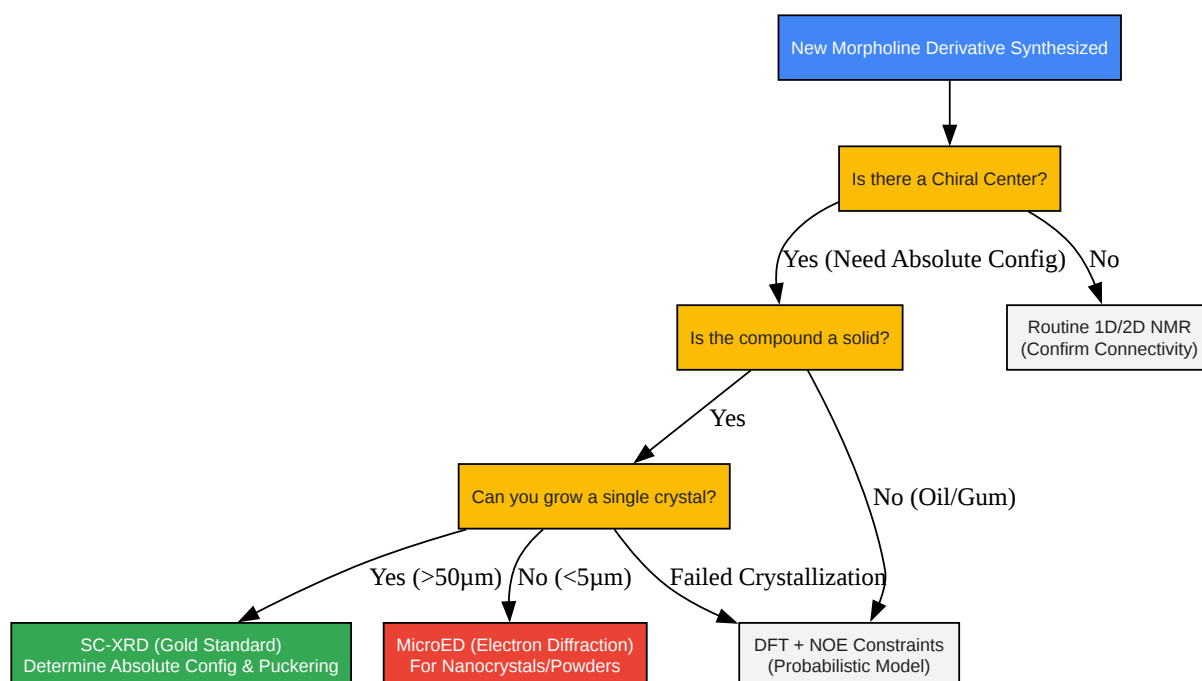 New Morpholine Derivative Synthesized
Is there a Chiral Center?
Yes (Need Absolute Config)
No
Is the compound a solid?
Routine 1D/2D NMR
(Confirm Connectivity)
Yes
No (Oil/Gum)
Can you grow a single crystal?
Yes (>50µm)
No (<5µm)
Failed Crystallization
SC-XRD (Gold Standard)
Determine Absolute Config & Puckering
MicroED (Electron Diffraction)
For Nanocrystals/Powders
DFT + NOE Constraints
(Probabilistic Model)